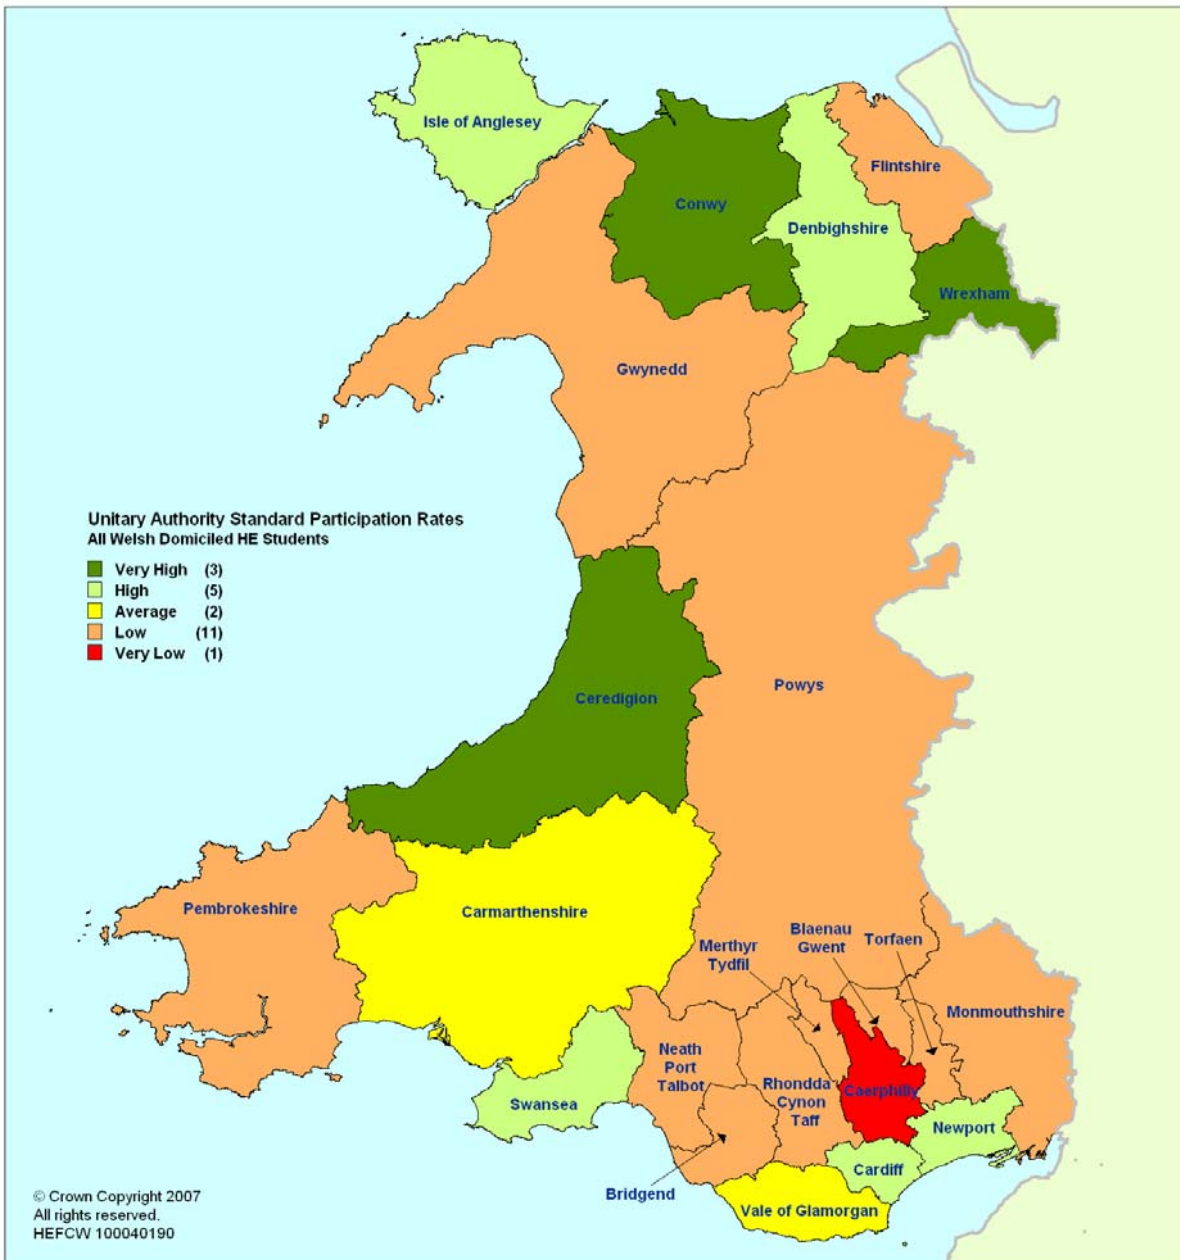 Isle of Anglesey
Flintshire
Conwy
Denbighshire
Wrexham
Gwynedd
Unitary Authority Standard Participation Rates
All Welsh Domiciled HE Students
Very High (3)
High (5)
Average (2)
Low (11)
Very Low (1)
Powys
Ceredigion
Pembrokeshire
Carmarthenshire
Merthyr
Tydfil
Blaenau
Gwent
Torfaen
Monmouthshire
Neath
Port
Talbot
Rhondda
Cynon
Taff
Caerphilly
Swansea
Newport
Cardiff
Bridgend
Vale of Glamorgan
© Crown Copyright 2007
All rights reserved.
HEFCW 100040190